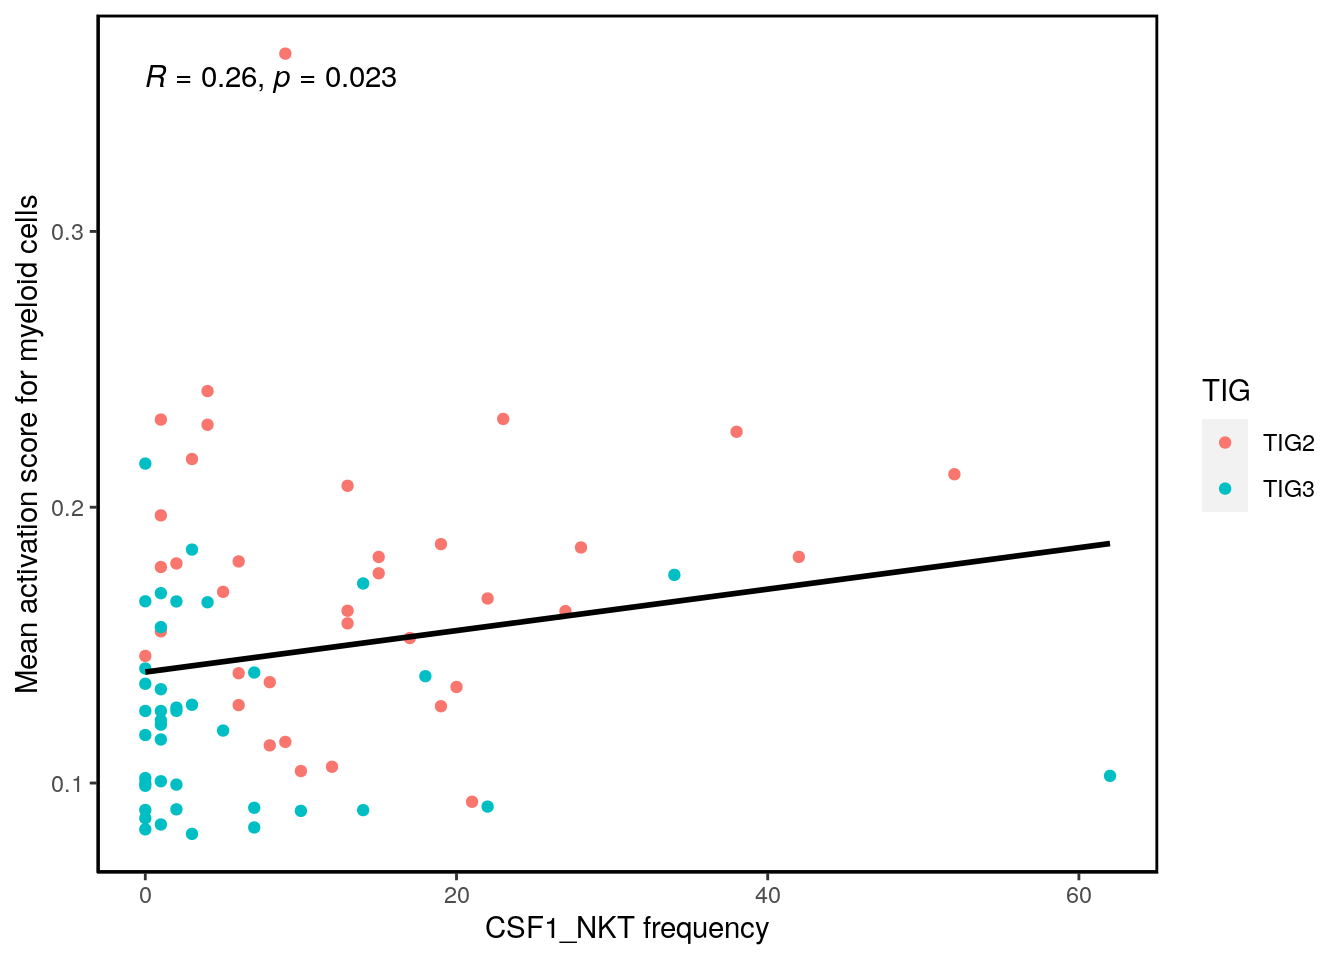 R = 0.26, p = 0.023
Mean activation score for myeloid cells
0.3
0.2
0.1
0 20 40 60
CSF1_NKT frequency
TIG
TIG2
TIG3